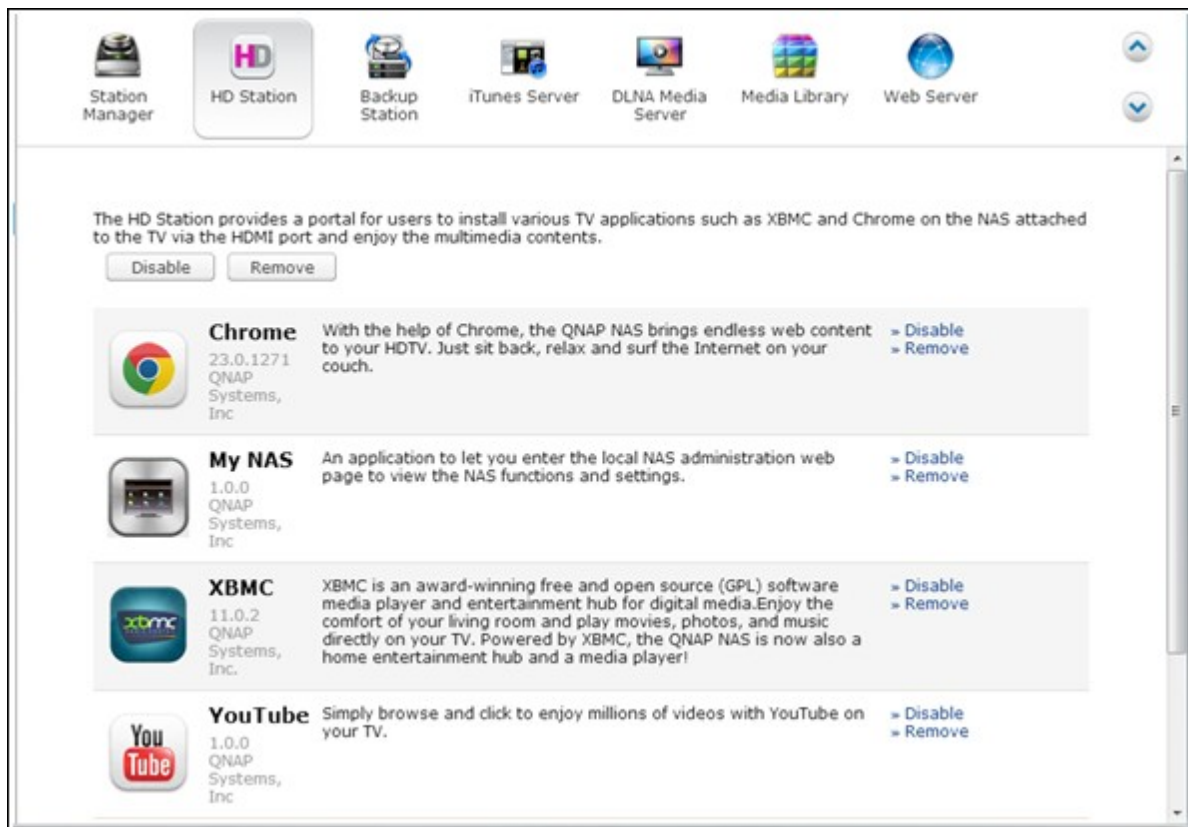 Station Manager
HD
HD Station
Backup Station
iTunes Server
DLNA Media Server
Media Library
Web Server
The HD Station provides a portal for users to install various TV applications such as XBMC and Chrome on the NAS attached
to the TV via the HDMI port and enjoy the multimedia contents.
Disable
Remove
Chrome
23.0.1271
QNAP
Systems,
Inc
With the help of Chrome, the QNAP NAS brings endless web content
to your HDTV. Just sit back, relax and surf the Internet on your
couch.
» Disable
» Remove
My NAS
1.0.0
QNAP
Systems,
Inc
An application to let you enter the local NAS administration web
page to view the NAS functions and settings.
» Disable
» Remove
xbmc
XBMC
11.0.2
QNAP
Systems,
Inc.
XBMC is an award-winning free and open source (GPL) software
media player and entertainment hub for digital media.Enjoy the
comfort of your living room and play movies, photos, and music
directly on your TV. Powered by XBMC, the QNAP NAS is now also a
home entertainment hub and a media player!
» Disable
» Remove
You
Tube
YouTube
1.0.0
QNAP
Systems,
Inc
Simply browse and click to enjoy millions of videos with YouTube on
your TV.
» Disable
» Remove